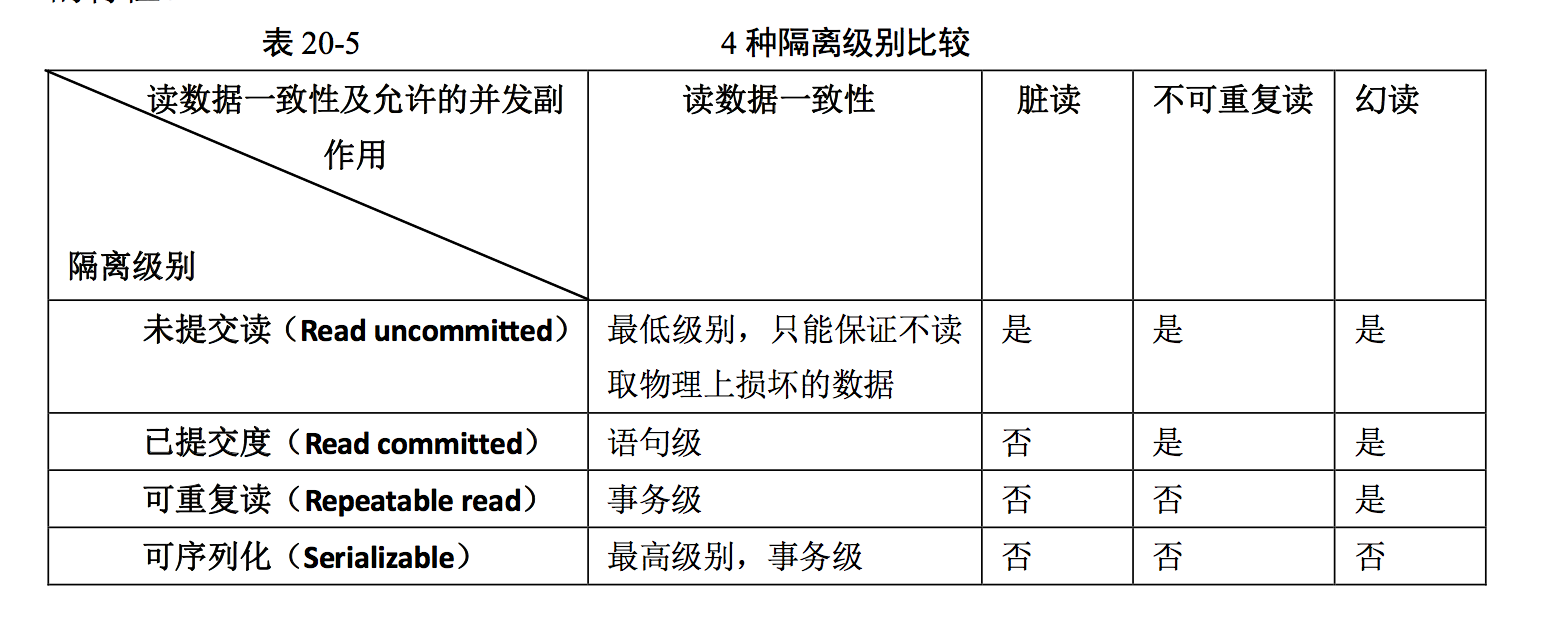 表 20-5 4 种隔离级别比较
读数据一致性及允许的并发副
作用
隔离级别
读数据一致性 脏读 不可重复读 幻读
未提交读（Read uncommitted） 最低级别，只能保证不读 是 是 是
取物理上损坏的数据
已提交度（Read committed） 语句级 否 是 是
可重复读（Repeatable read） 事务级 否 否 是
可序列化（Serializable） 最高级别，事务级 否 否 否